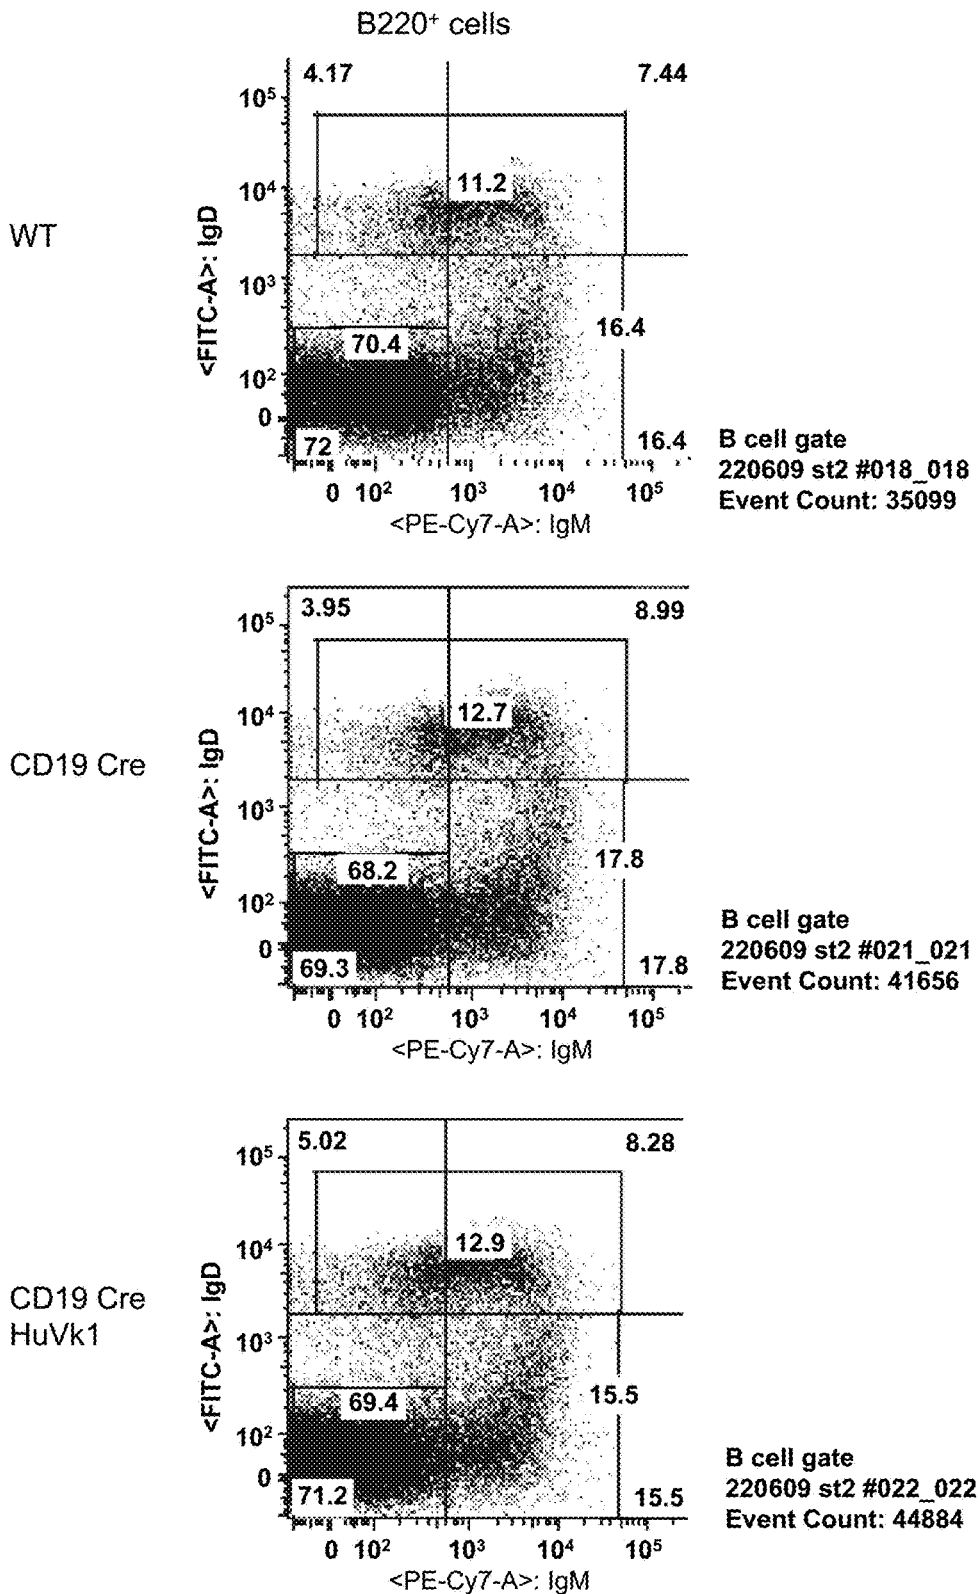 B220⁺ cells
WT
<FITC-A>: IgD
4.17
7.44
10⁵
10⁴
11.2
10³
16.4
70.4
10²
0
72
16.4
0 10² 10³ 10⁴ 10⁵
<PE-Cy7-A>: IgM
B cell gate
220609 st2 #018_018
Event Count: 35099
CD19 Cre
<FITC-A>: IgD
3.95
8.99
10⁵
10⁴
12.7
10³
17.8
68.2
10²
0
69.3
17.8
0 10² 10³ 10⁴ 10⁵
<PE-Cy7-A>: IgM
B cell gate
220609 st2 #021_021
Event Count: 41656
CD19 Cre
HuVk1
<FITC-A>: IgD
5.02
8.28
10⁵
10⁴
12.9
10³
15.5
69.4
10²
0
71.2
15.5
0 10² 10³ 10⁴ 10⁵
<PE-Cy7-A>: IgM
B cell gate
220609 st2 #022_022
Event Count: 44884